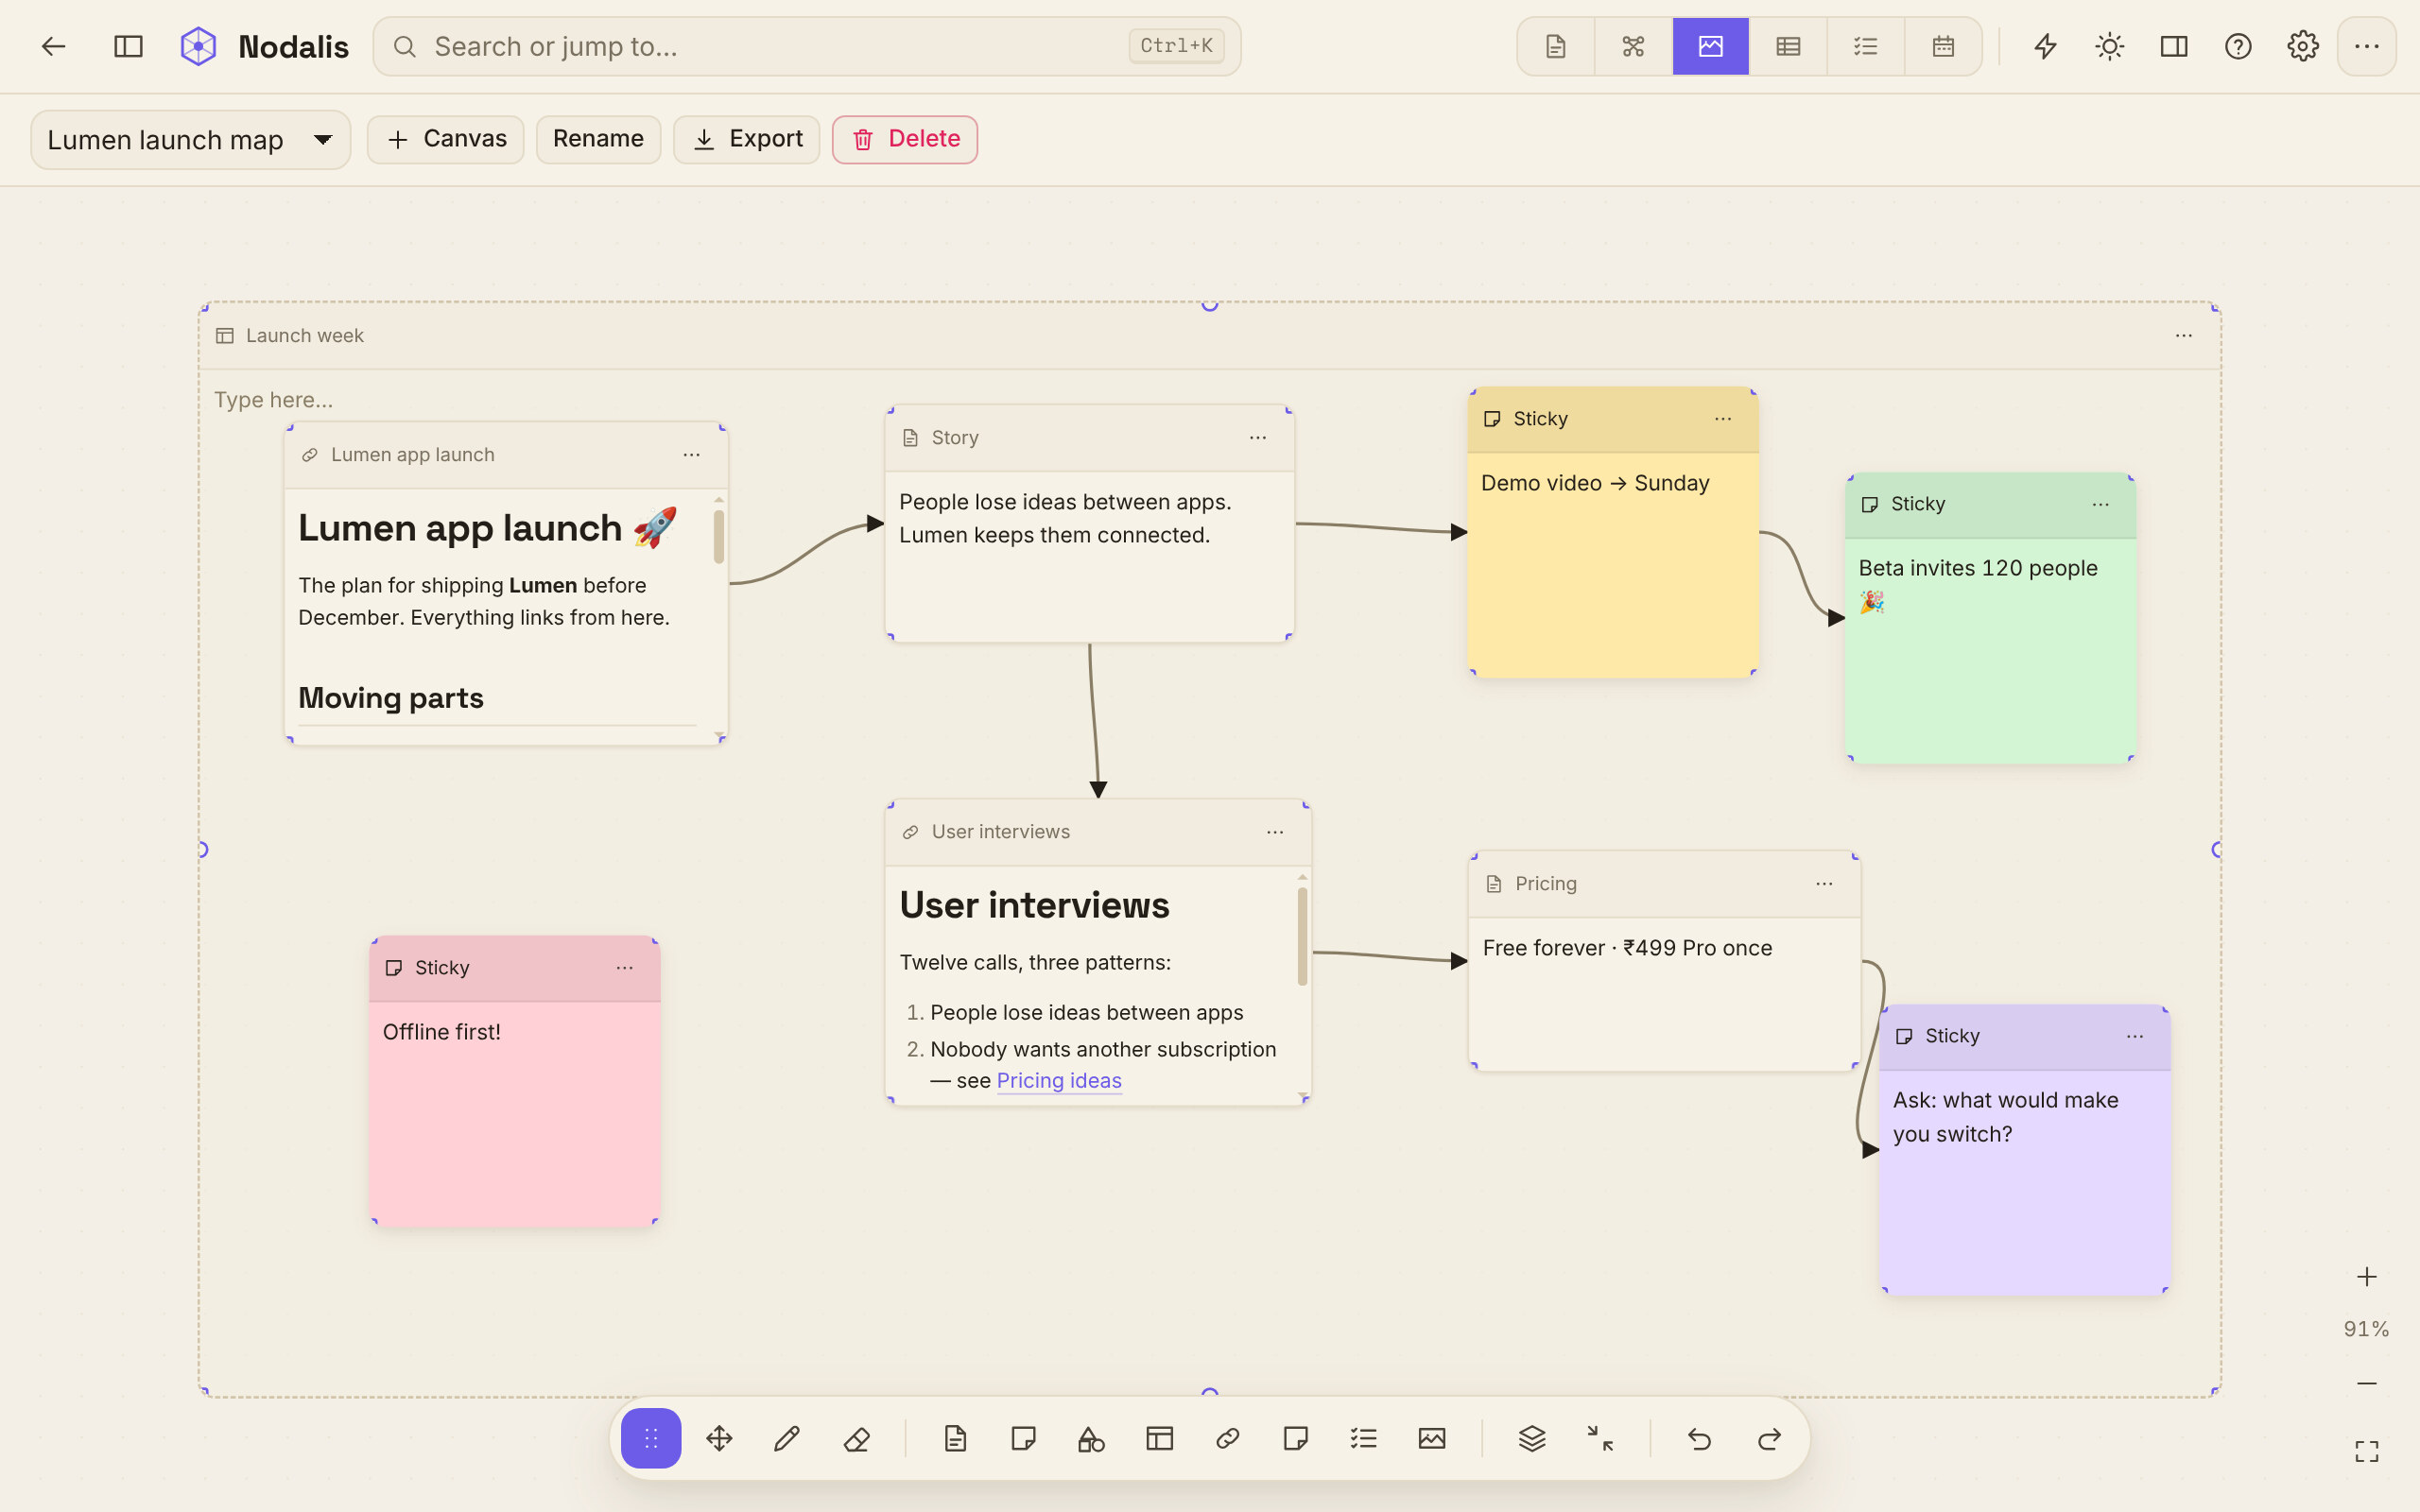 Nodalis
Search or jump to...
Ctrl+K
Lumen launch map
Canvas
Rename
Export
Delete
Launch week
Type here...
Lumen app launch
Lumen app launch 🚀
The plan for shipping Lumen before
December. Everything links from here.
Moving parts
Story
People lose ideas between apps.
Lumen keeps them connected.
Sticky
Demo video → Sunday
Sticky
Beta invites 120 people
🎉
User interviews
User interviews
Twelve calls, three patterns:
1. People lose ideas between apps
2. Nobody wants another subscription
— see Pricing ideas
Pricing
Free forever · ₹499 Pro once
Sticky
Offline first!
Sticky
Ask: what would make
you switch?
91%